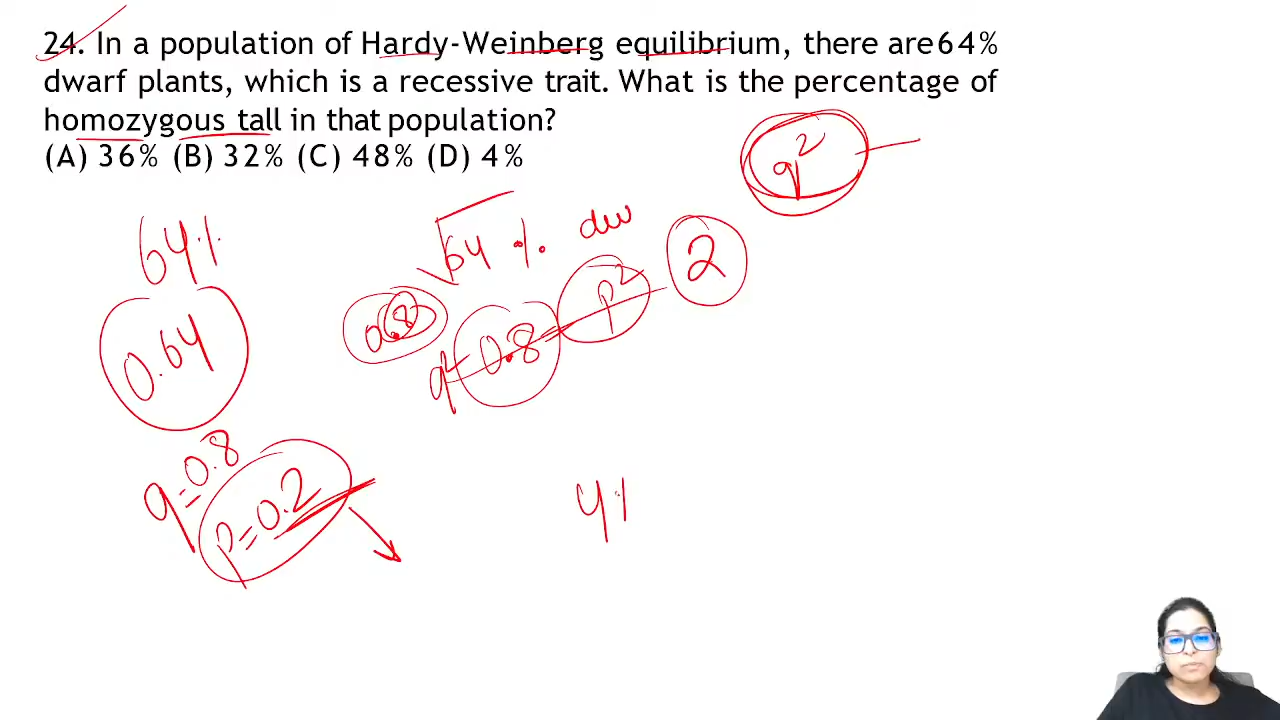 24. In a population of Hardy-Weinberg equilibrium, there are64%
dwarf plants, which is a recessive trait. What is the percentage of
homozygous tall in that population?
(A) 36% (B) 32% (C) 48% (D) 4%
q²
64%
√64 % dw
2
0.64
0.8
q² = 0.8 = p²
q=0.8
p=0.2
4%